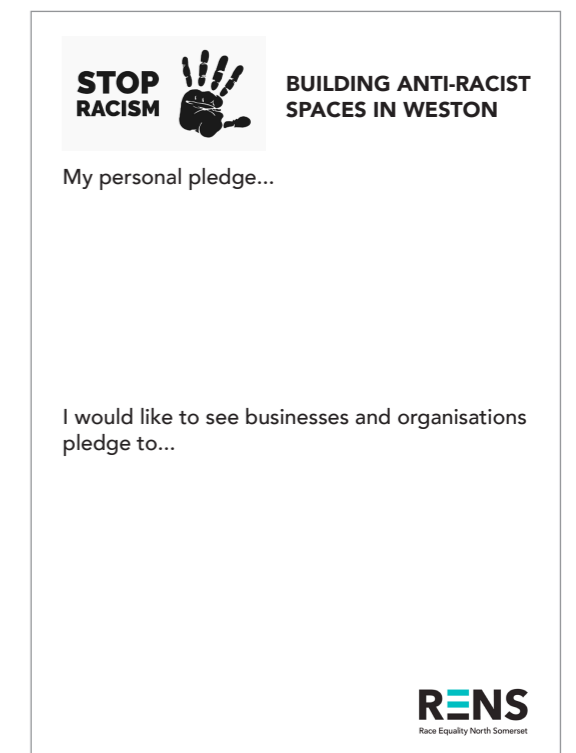 STOP
RACISM
BUILDING ANTI-RACIST
SPACES IN WESTON
My personal pledge...
I would like to see businesses and organisations
pledge to...
RENS
Race Equality North Somerset